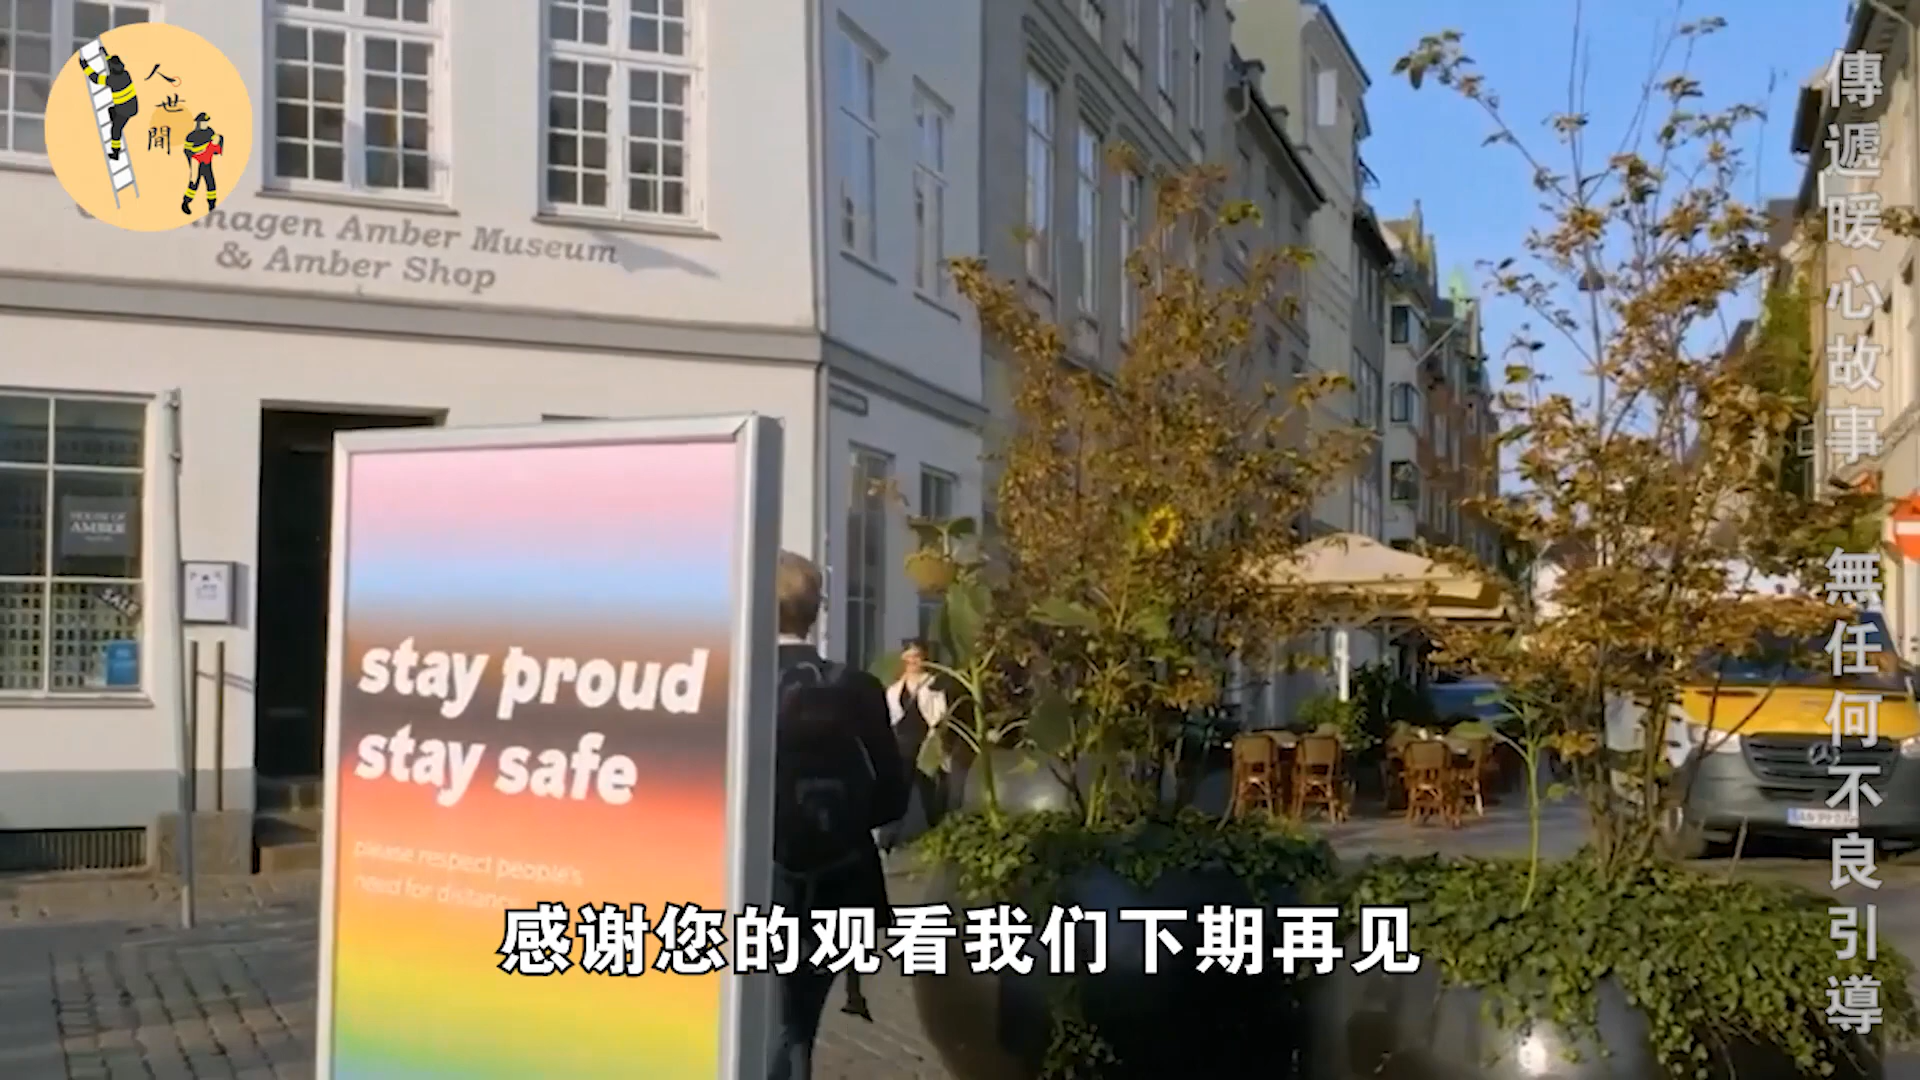 人世間
hagen Amber Museum
& Amber Shop
HOUSE OF
AMBER
SALE
stay proud
stay safe
please respect people's
need for distance
感谢您的观看我们下期再见
傳遞暖心故事 無任何不良引導